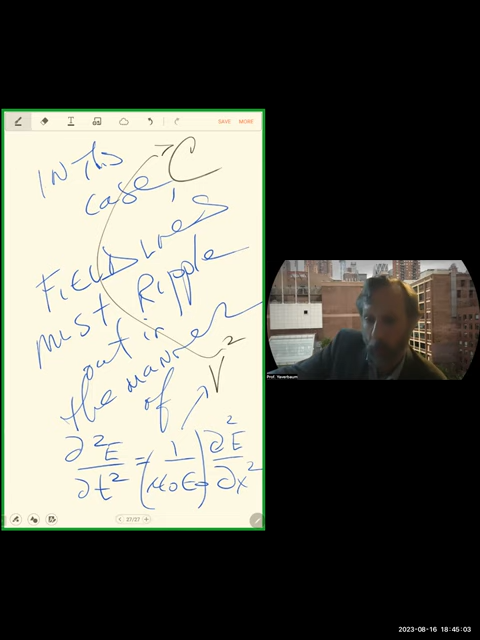 SAVE MORE
IN This C
case,
FIELD Lines
must Ripple
out in v²
the manner
of
∂²E/∂t² = (1/μ₀ε₀) ∂²E/∂x²
27/27
Prof. Yaverbaum
2023-08-16 18:45:03